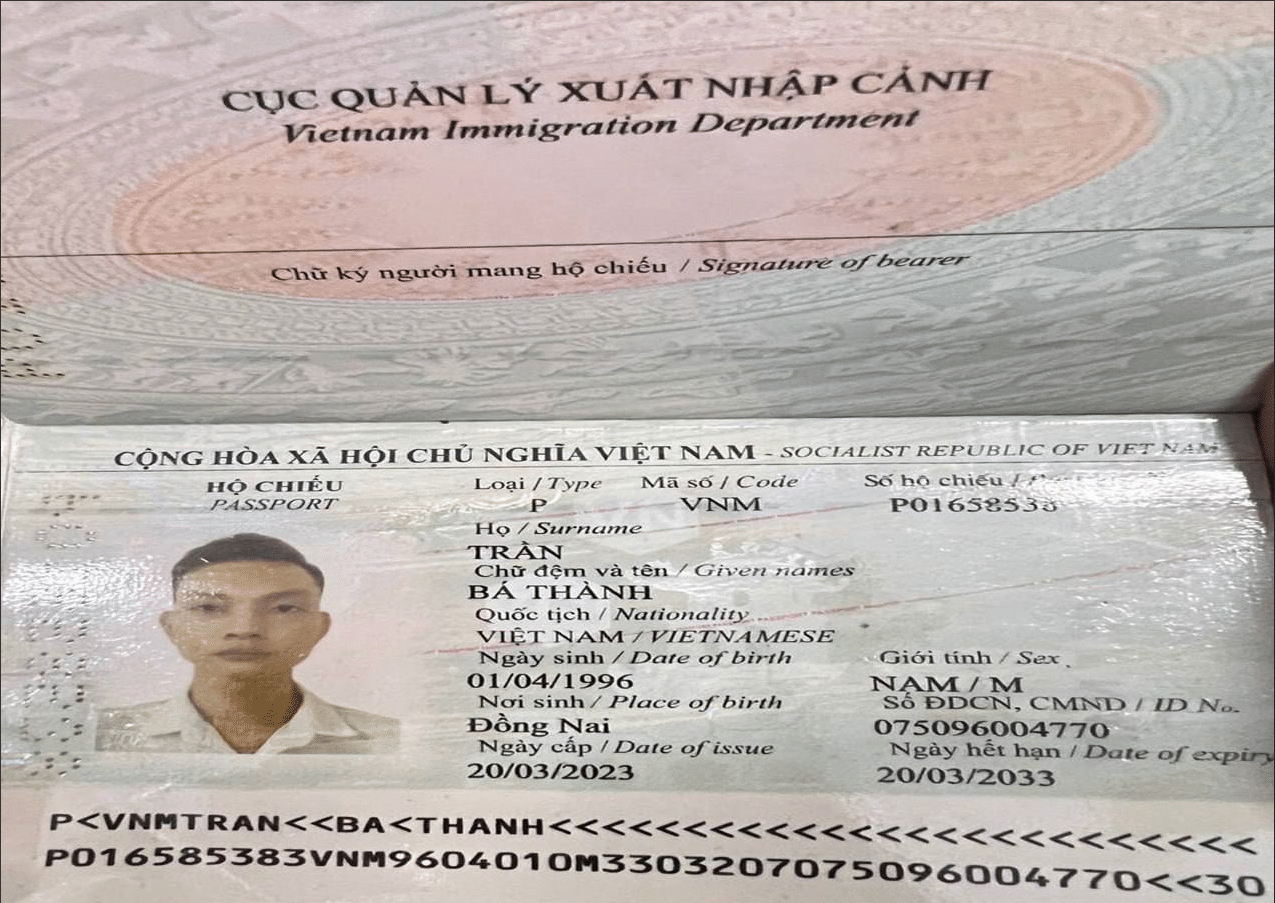 CỤC QUẢN LÝ XUẤT NHẬP CẢNH
Vietnam Immigration Department
Chữ ký người mang hộ chiếu / Signature of bearer
CỘNG HÒA XÃ HỘI CHỦ NGHĨA VIỆT NAM - SOCIALIST REPUBLIC OF VIET NAM
HỘ CHIẾU Loại / Type Mã số / Code Số hộ chiếu /
PASSPORT P VNM P01658538
Họ / Surname
TRẦN
Chữ đệm và tên / Given names
BÁ THÀNH
Quốc tịch / Nationality
VIỆT NAM / VIETNAMESE
Ngày sinh / Date of birth Giới tính / Sex
01/04/1996 NAM / M
Nơi sinh / Place of birth Số ĐDCN, CMND / ID No.
Đồng Nai 075096004770
Ngày cấp / Date of issue Ngày hết hạn / Date of expiry
20/03/2023 20/03/2033
P<VNMTRAN<<BA<THANH<<<<<<<<<<<<<<<<<<<<<<<<<
P016585383VNM9604010M3303207075096004770<<30